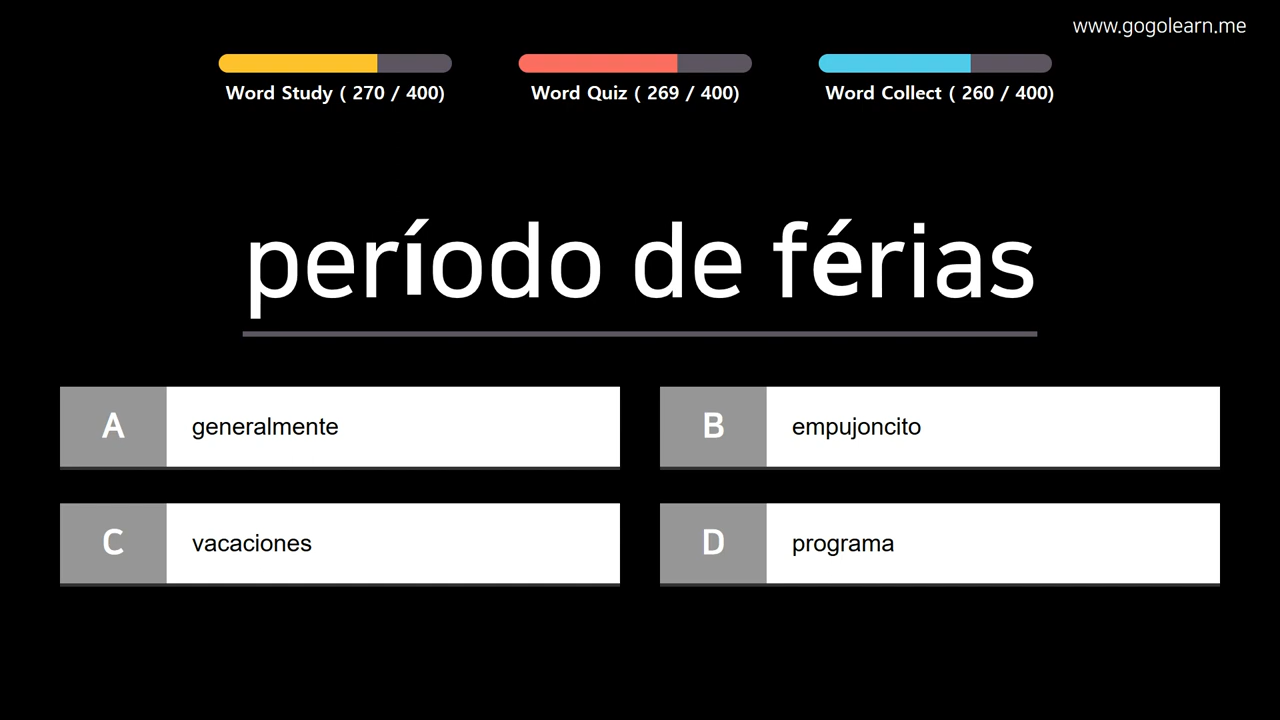 www.gogolearn.me
Word Study ( 270 / 400)
Word Quiz ( 269 / 400)
Word Collect ( 260 / 400)
período de férias
A generalmente
B empujoncito
C vacaciones
D programa